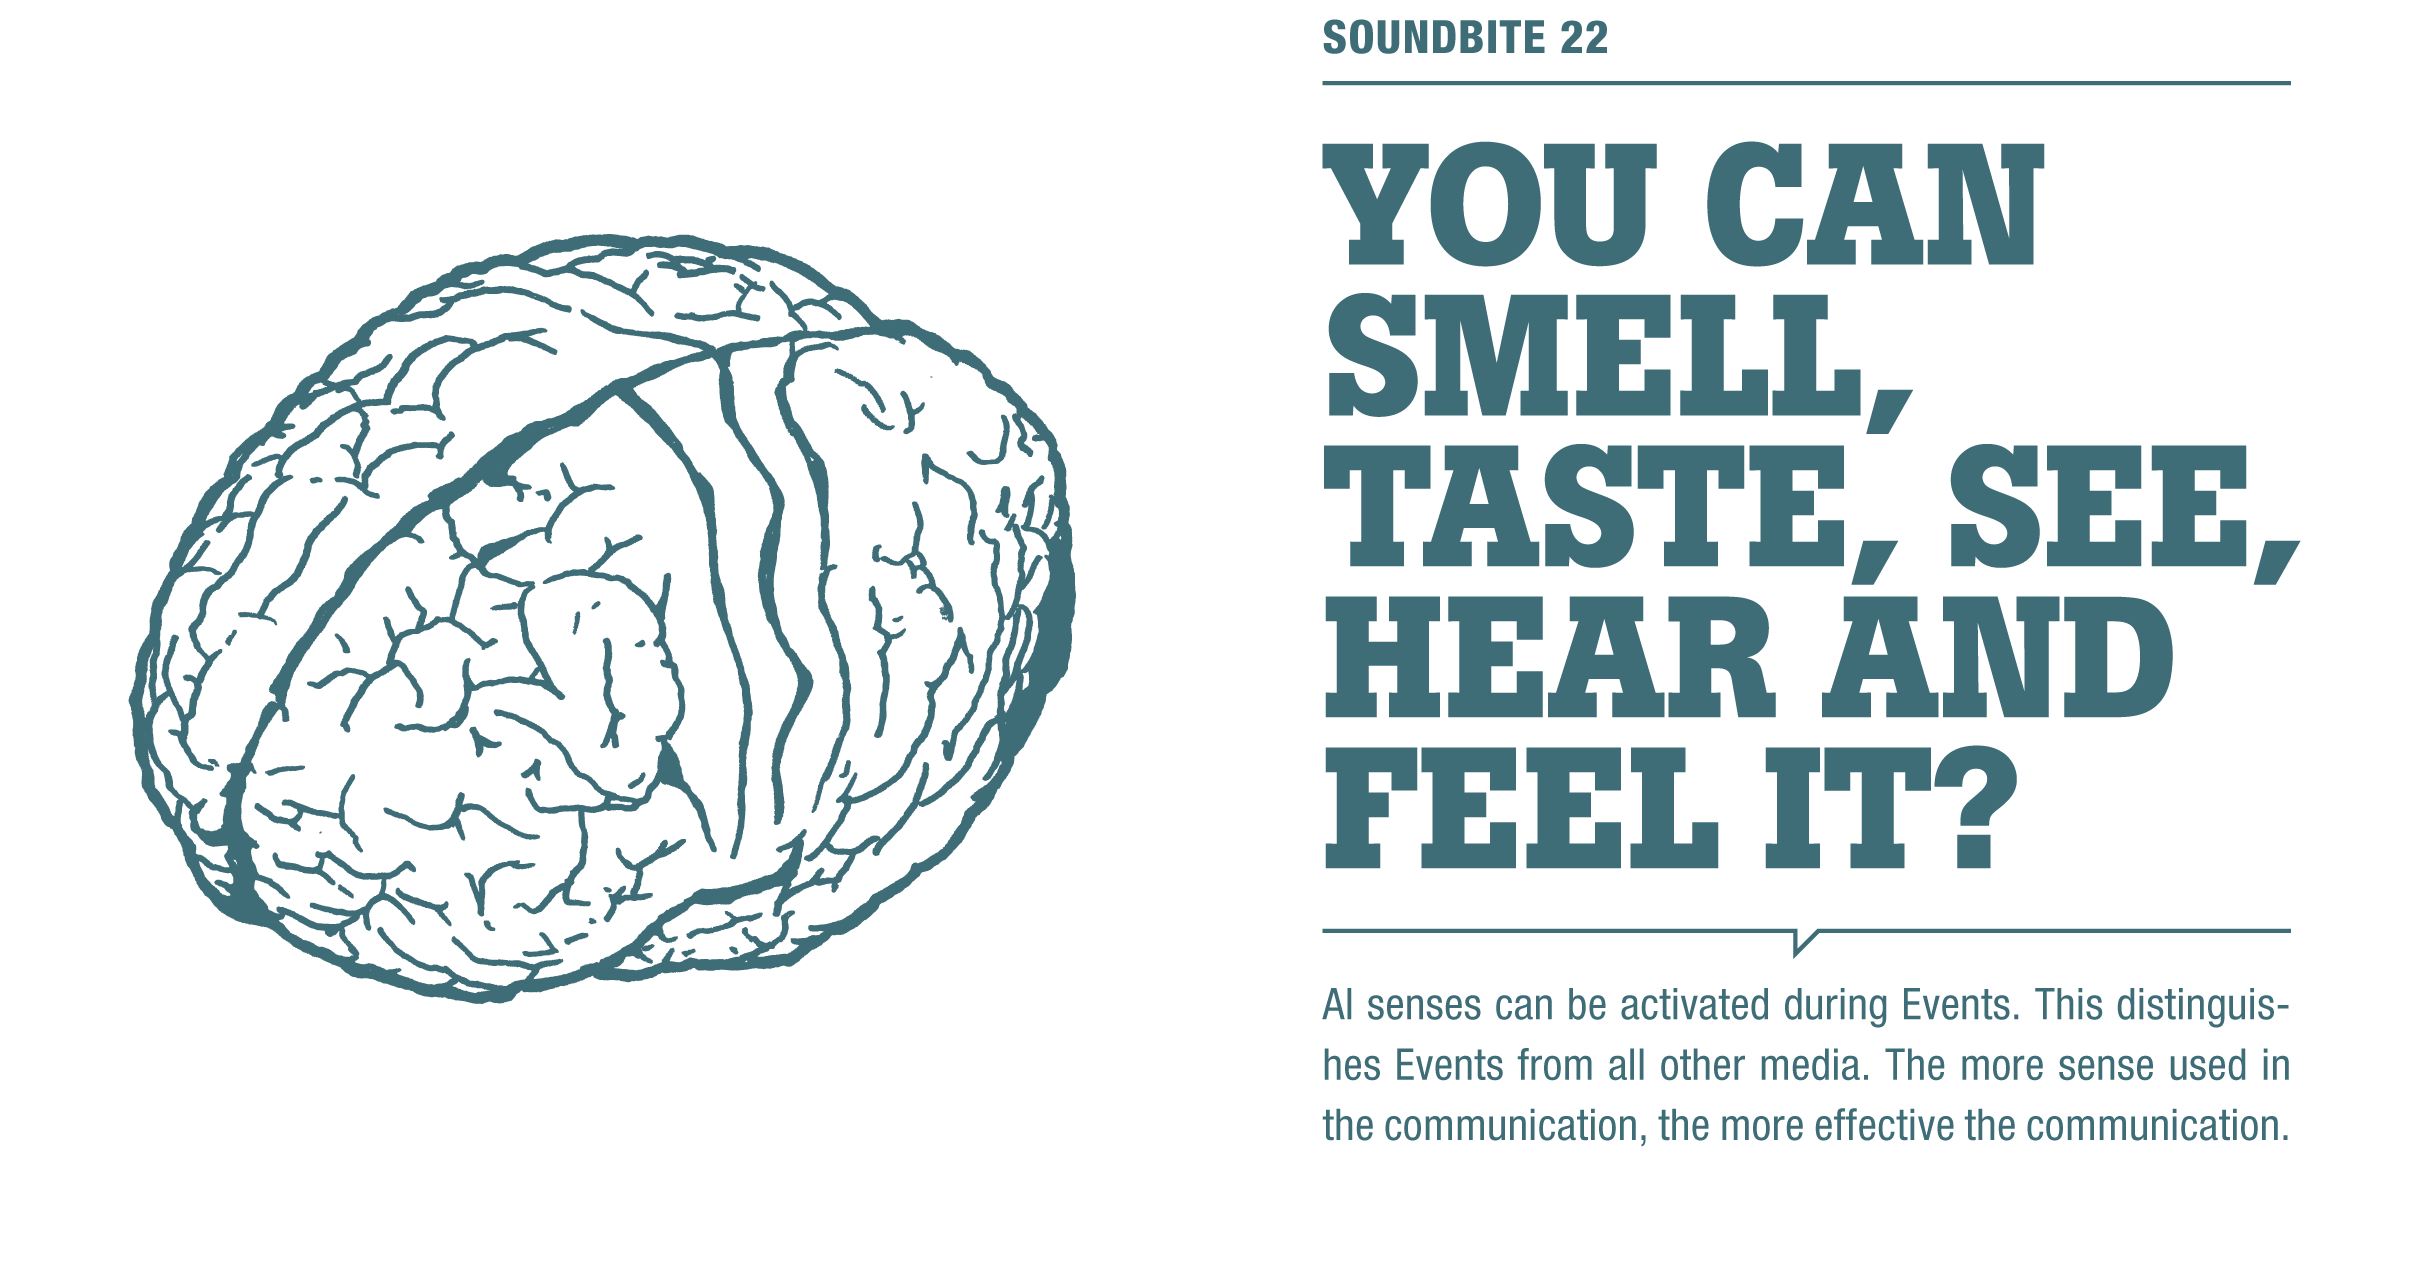 SOUNDBITE 22
YOU CAN
SMELL,
TASTE, SEE,
HEAR AND
FEEL IT?
Al senses can be activated during Events. This distinguis-
hes Events from all other media. The more sense used in
the communication, the more effective the communication.